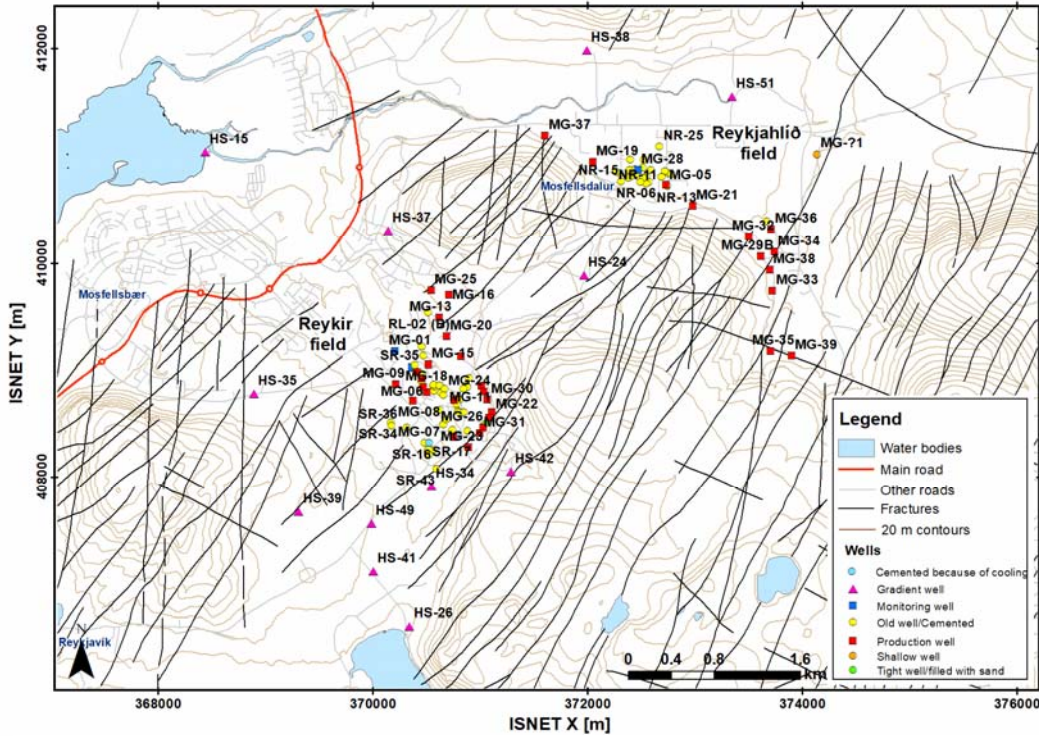 412000
410000
408000
ISNET Y [m]
HS-38
HS-51
HS-15
MG-37
NR-25
Reykjahlíð
field
MG-?1
MG-19
MG-28
NR-15
NR-11
MG-05
Mosfellsdalur
NR-06
NR-13
MG-21
HS-37
MG-32
MG-36
MG-29B
MG-34
MG-38
HS-24
MG-33
MG-25
MG-16
Mosfellsbær
MG-13
Reykir
field
RL-02 (B)
MG-20
MG-01
MG-35
MG-39
SR-35
MG-15
MG-09
MG-18
MG-24
HS-35
MG-06
MG-11
MG-30
MG-22
SR-36
MG-08
MG-26
MG-31
SR-34
MG-07
MG-23
SR-16
SR-17
HS-42
HS-34
SR-43
HS-39
HS-49
HS-41
HS-26
Reykjavík
N
0 0.4 0.8 1.6
km
Legend
Water bodies
Main road
Other roads
Fractures
20 m contours
Wells
Cemented because of cooling
Gradient well
Monitoring well
Old well/Cemented
Production well
Shallow well
Tight well/filled with sand
368000 370000 372000 374000 376000
ISNET X [m]